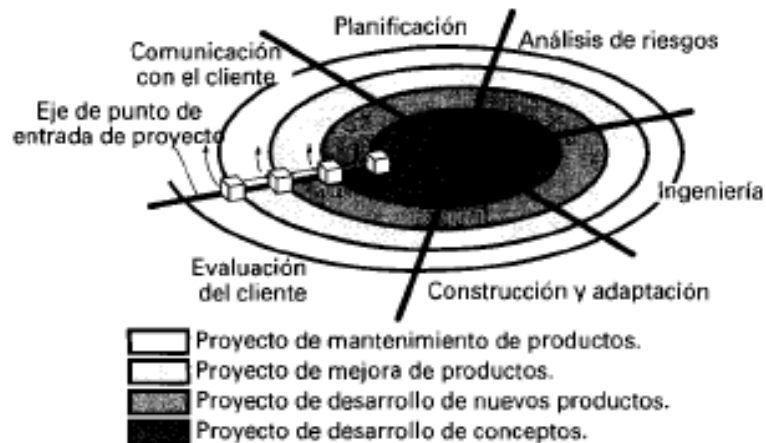 Planificación
Análisis de riesgos
Comunicación
con el cliente
Eje de punto de
entrada de proyecto
Ingeniería
Evaluación
del cliente
Construcción y adaptación
Proyecto de mantenimiento de productos.
Proyecto de mejora de productos.
Proyecto de desarrollo de nuevos productos.
Proyecto de desarrollo de conceptos.